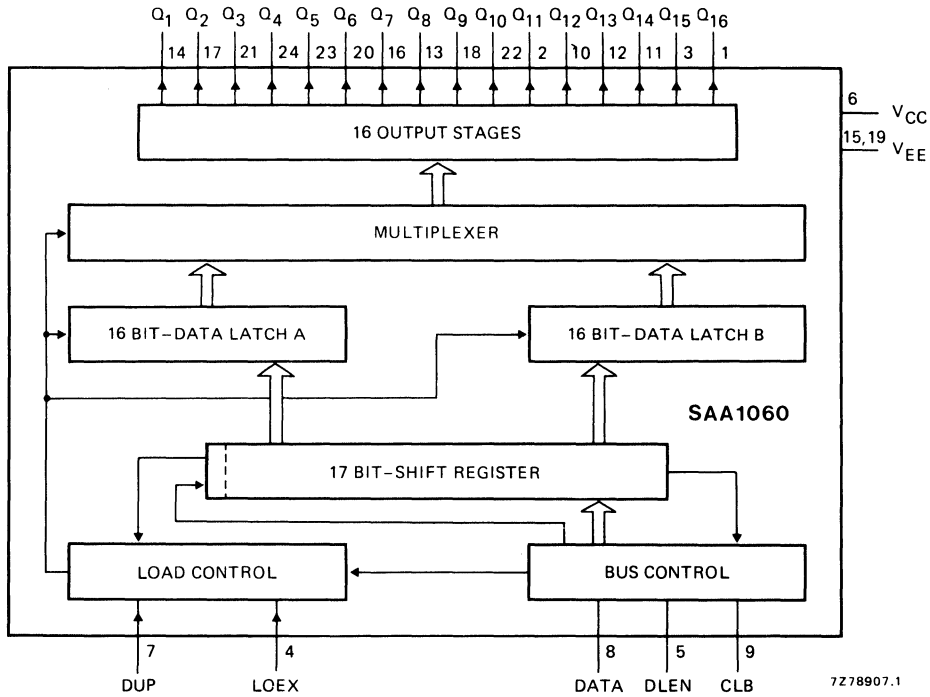 Q1 Q2 Q3 Q4 Q5 Q6 Q7 Q8 Q9 Q10 Q11 Q12 Q13 Q14 Q15 Q16
14 17 21 24 23 20 16 13 18 22 2 10 12 11 3 1
6 VCC
15,19 VEE
16 OUTPUT STAGES
MULTIPLEXER
16 BIT–DATA LATCH A
16 BIT–DATA LATCH B
SAA1060
17 BIT–SHIFT REGISTER
LOAD CONTROL
BUS CONTROL
7 4 8 5 9
DUP LOEX DATA DLEN CLB
7Z78907.1